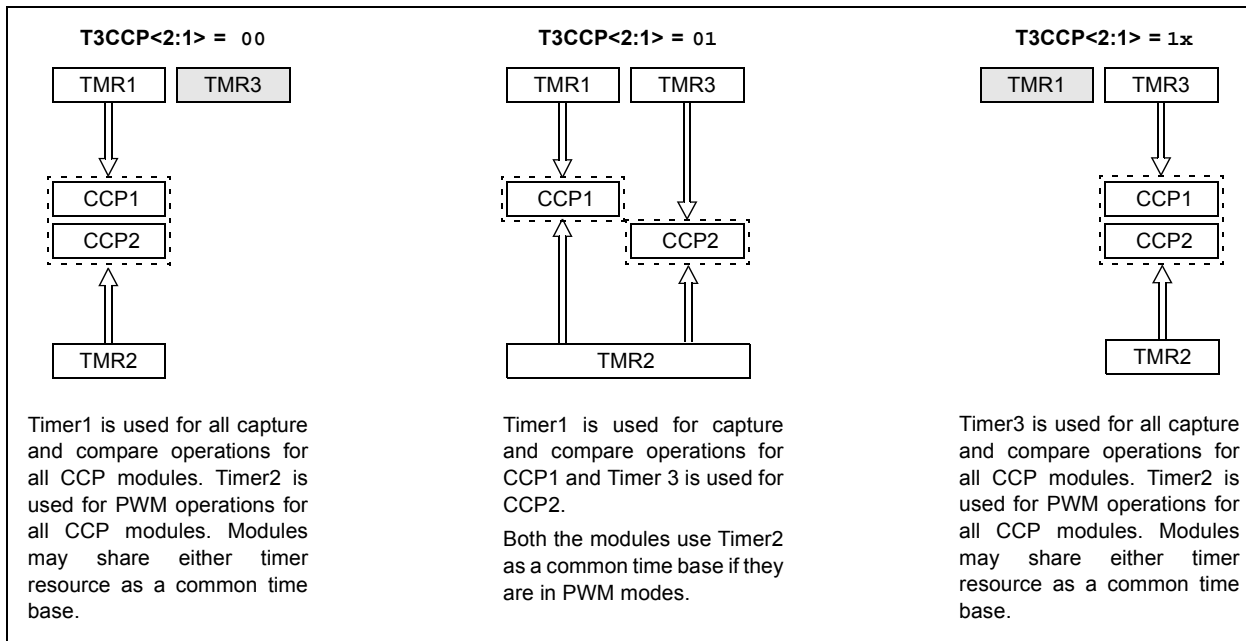 T3CCP<2:1> = 00
TMR1 TMR3
CCP1
CCP2
TMR2
Timer1 is used for all capture
and compare operations for
all CCP modules. Timer2 is
used for PWM operations for
all CCP modules. Modules
may share either timer
resource as a common time
base.
T3CCP<2:1> = 01
TMR1 TMR3
CCP1
CCP2
TMR2
Timer1 is used for capture
and compare operations for
CCP1 and Timer 3 is used for
CCP2.
Both the modules use Timer2
as a common time base if they
are in PWM modes.
T3CCP<2:1> = 1x
TMR1 TMR3
CCP1
CCP2
TMR2
Timer3 is used for all capture
and compare operations for
all CCP modules. Timer2 is
used for PWM operations for
all CCP modules. Modules
may share either timer
resource as a common time
base.